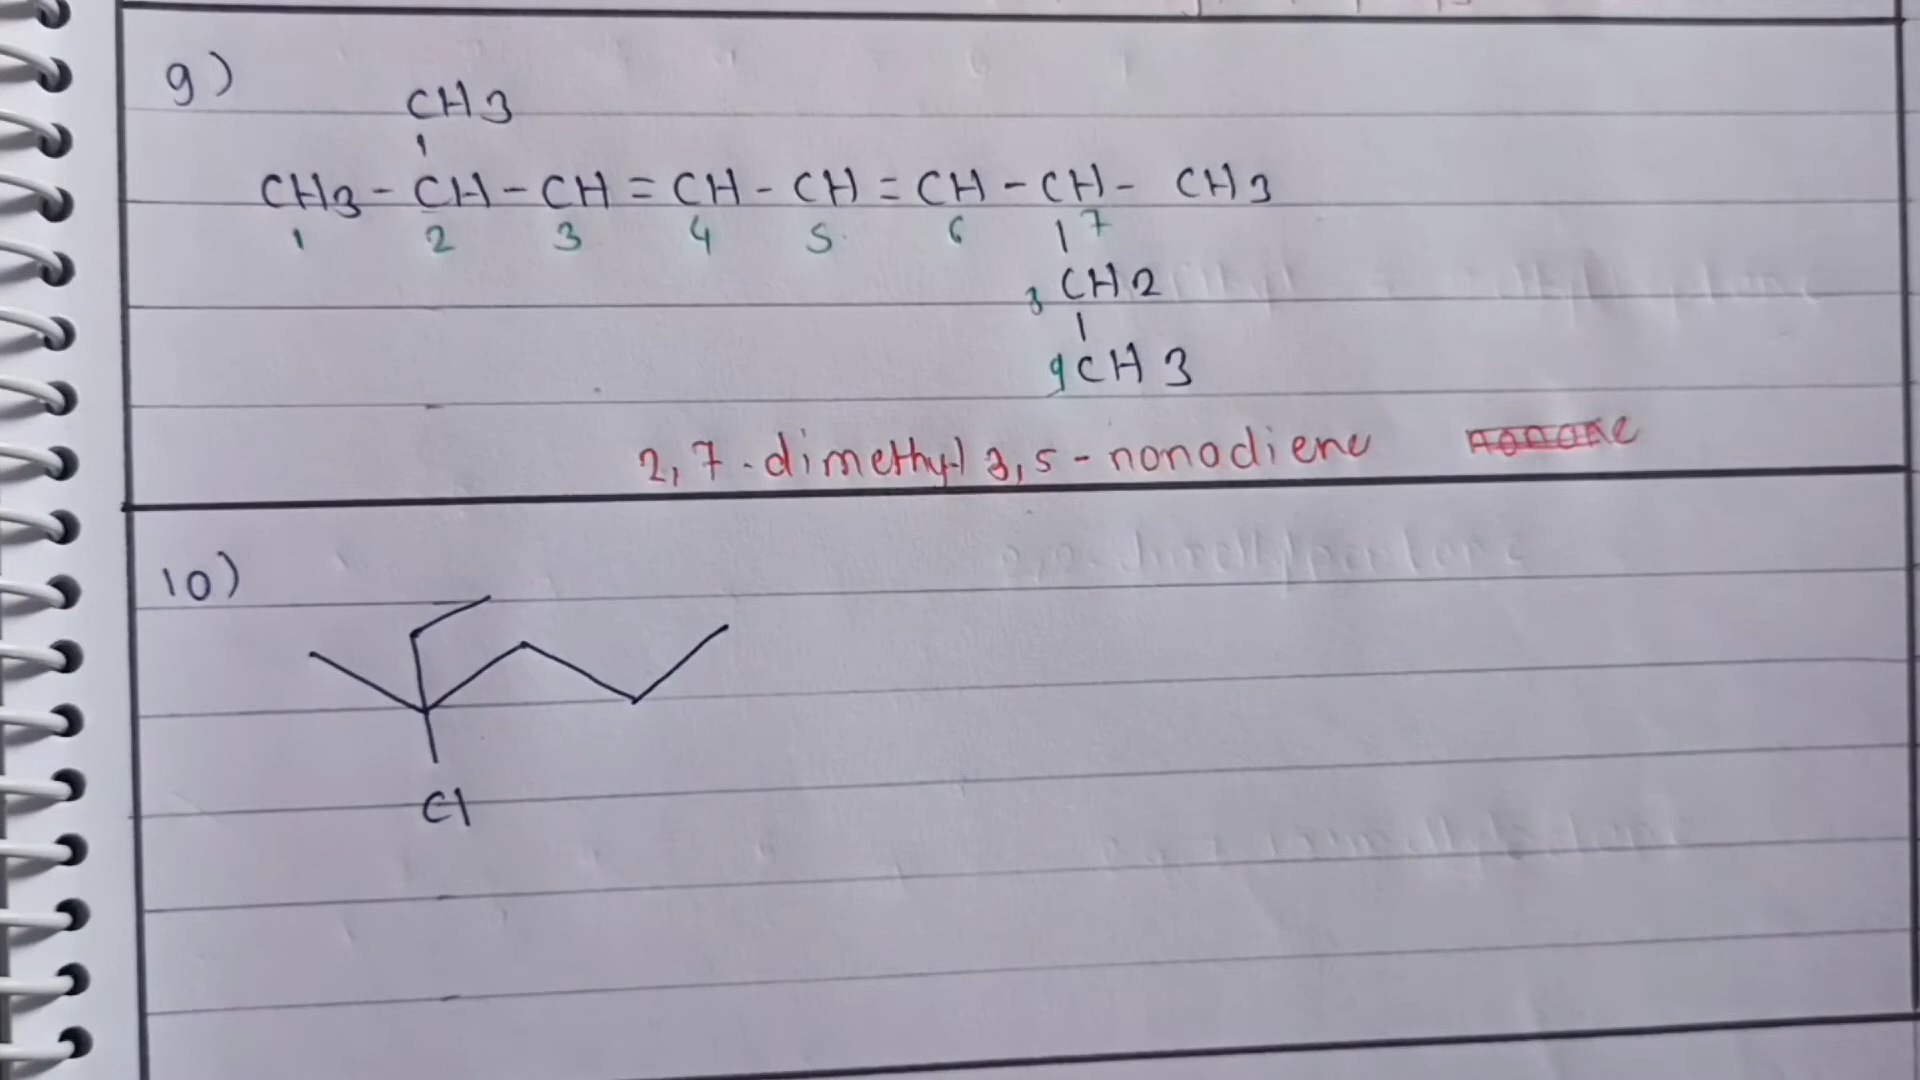 9)
CH3
CH3 - CH - CH = CH - CH = CH - CH - CH3
1 2 3 4 5 6 7
CH2
9 CH3
2,7-dimethyl 3,5-nonodiene
10)
Cl